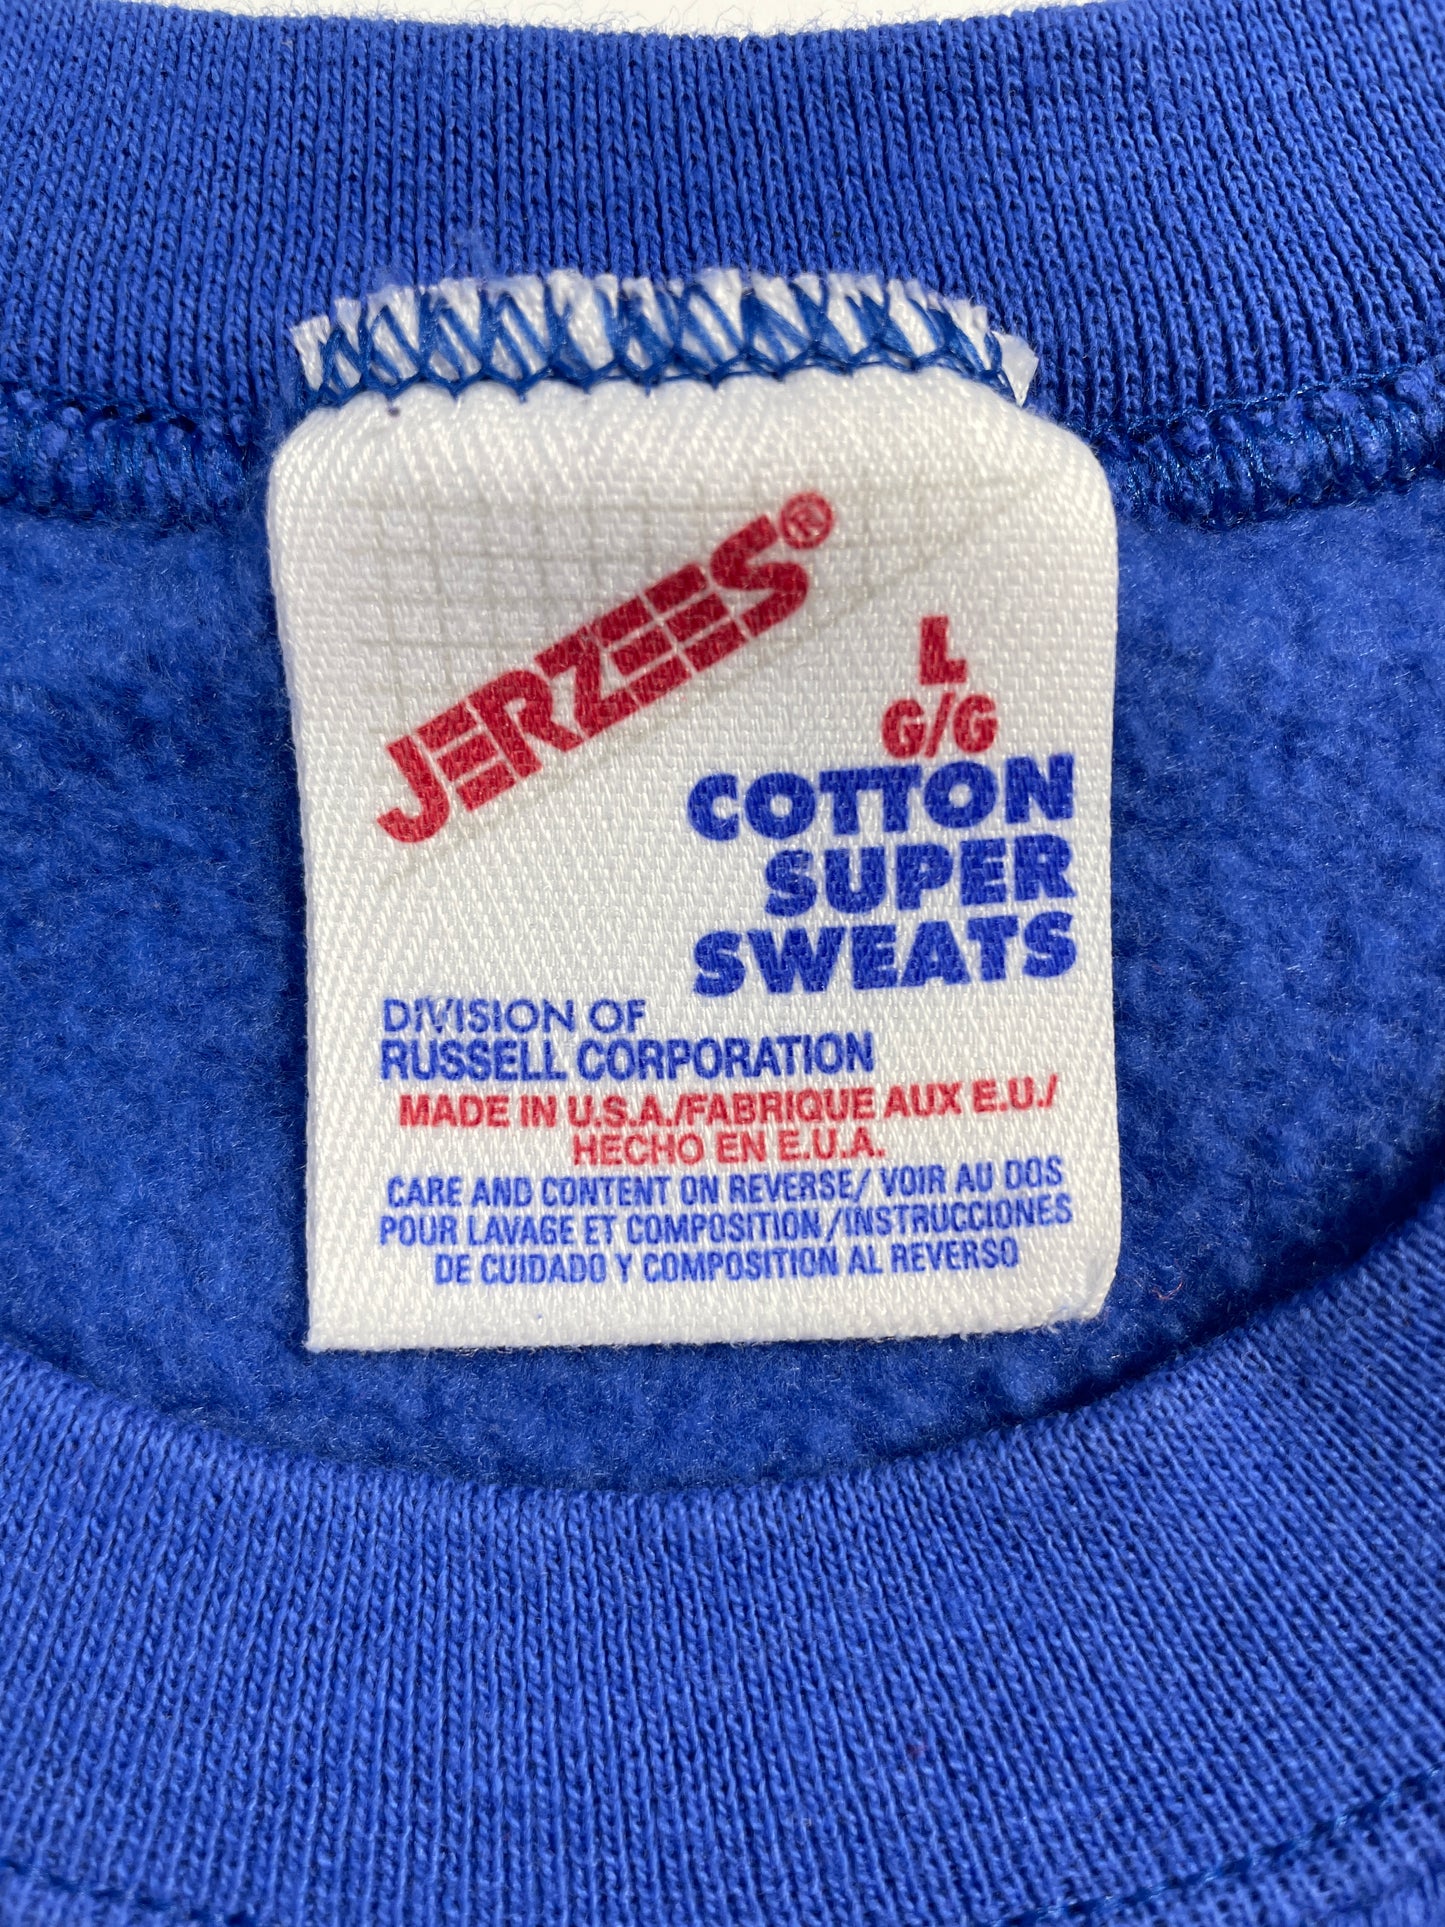 JERZEES®
L
G/G
COTTON
SUPER
SWEATS
DIVISION OF
RUSSELL CORPORATION
MADE IN U.S.A./FABRIQUE AUX E.U./
HECHO EN E.U.A.
CARE AND CONTENT ON REVERSE/ VOIR AU DOS
POUR LAVAGE ET COMPOSITION/INSTRUCCIONES
DE CUIDADO Y COMPOSITION AL REVERSO